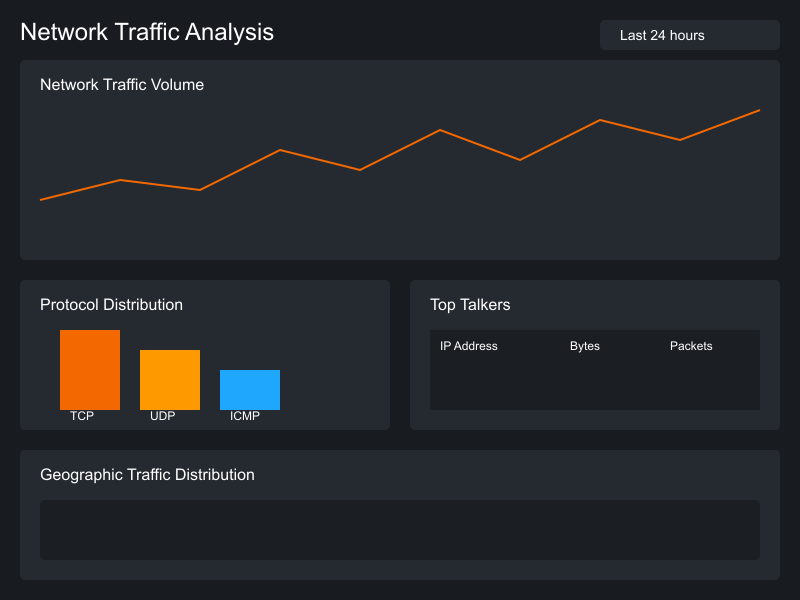 Network Traffic Analysis
Last 24 hours
Network Traffic Volume
Protocol Distribution
TCP UDP ICMP
Top Talkers
IP Address Bytes Packets
Geographic Traffic Distribution